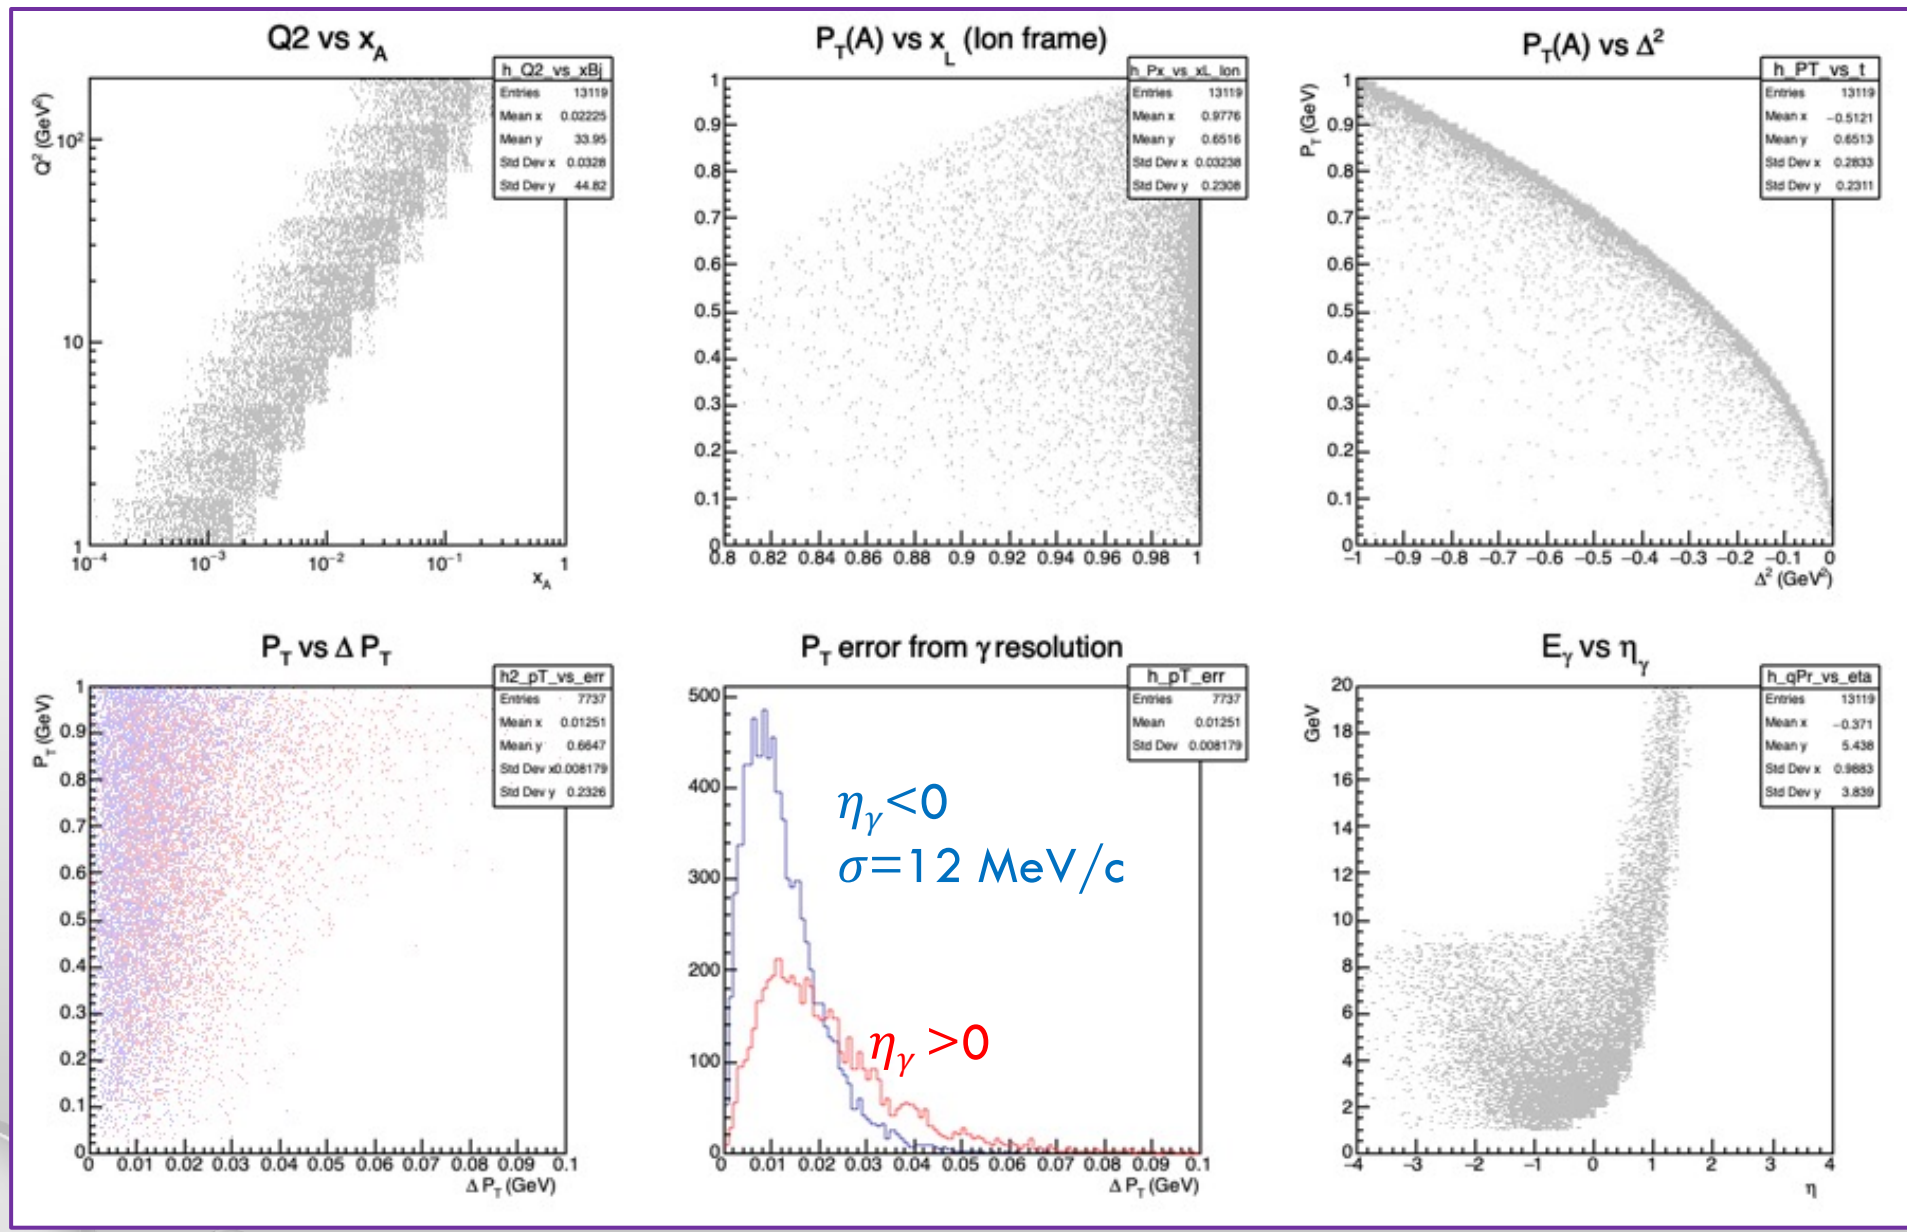 Q2 vs x_A
Q² (GeV²)
h_Q2_vs_xBj
Entries 13119
Mean x 0.02225
Mean y 33.95
Std Dev x 0.0328
Std Dev y 44.82
10²
10
1
10⁻⁴ 10⁻³ 10⁻² 10⁻¹ 1
x_A
P_T(A) vs x_L (Ion frame)
h_Px_vs_xL_Ion
Entries 13119
Mean x 0.9776
Mean y 0.6516
Std Dev x 0.03238
Std Dev y 0.2308
1
0.9
0.8
0.7
0.6
0.5
0.4
0.3
0.2
0.1
0
0.8 0.82 0.84 0.86 0.88 0.9 0.92 0.94 0.96 0.98 1
P_T(A) vs Δ²
P_T (GeV)
h_PT_vs_t
Entries 13119
Mean x −0.5121
Mean y 0.6513
Std Dev x 0.2833
Std Dev y 0.2311
1
0.9
0.8
0.7
0.6
0.5
0.4
0.3
0.2
0.1
0
−1 −0.9 −0.8 −0.7 −0.6 −0.5 −0.4 −0.3 −0.2 −0.1 0
Δ² (GeV²)
P_T vs Δ P_T
P_T (GeV)
h2_pT_vs_err
Entries 7737
Mean x 0.01251
Mean y 0.6647
Std Dev x0.008179
Std Dev y 0.2326
1
0.9
0.8
0.7
0.6
0.5
0.4
0.3
0.2
0.1
0
0 0.01 0.02 0.03 0.04 0.05 0.06 0.07 0.08 0.09 0.1
Δ P_T (GeV)
P_T error from γ resolution
h_pT_err
Entries 7737
Mean 0.01251
Std Dev 0.008179
500
400
300
200
100
0
η_γ<0
σ=12 MeV/c
η_γ >0
0 0.01 0.02 0.03 0.04 0.05 0.06 0.07 0.08 0.09 0.1
Δ P_T (GeV)
E_γ vs η_γ
GeV
h_qPr_vs_eta
Entries 13119
Mean x −0.371
Mean y 5.438
Std Dev x 0.9883
Std Dev y 3.839
20
18
16
14
12
10
8
6
4
2
0
−4 −3 −2 −1 0 1 2 3 4
η